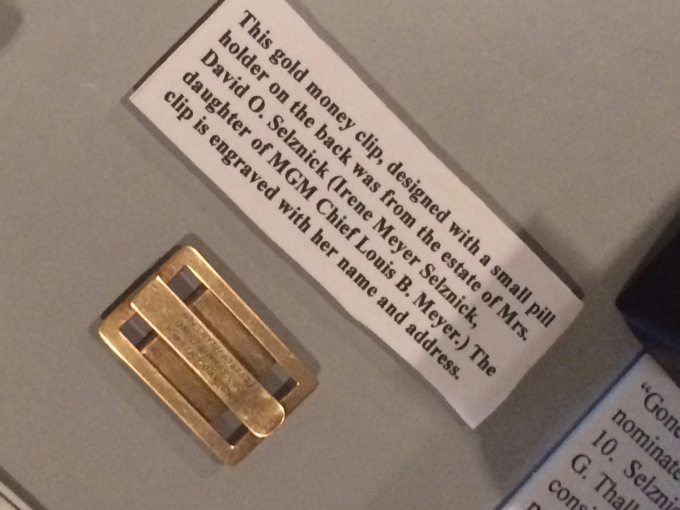 This gold money clip, designed with a small pill
holder on the back was from the estate of Mrs.
David O. Selznick (Irene Meyer Selznick,
daughter of MGM Chief Louis B. Meyer.) The
clip is engraved with her name and address.
"Gone
nominate
10. Selzni
G. Thal
consi